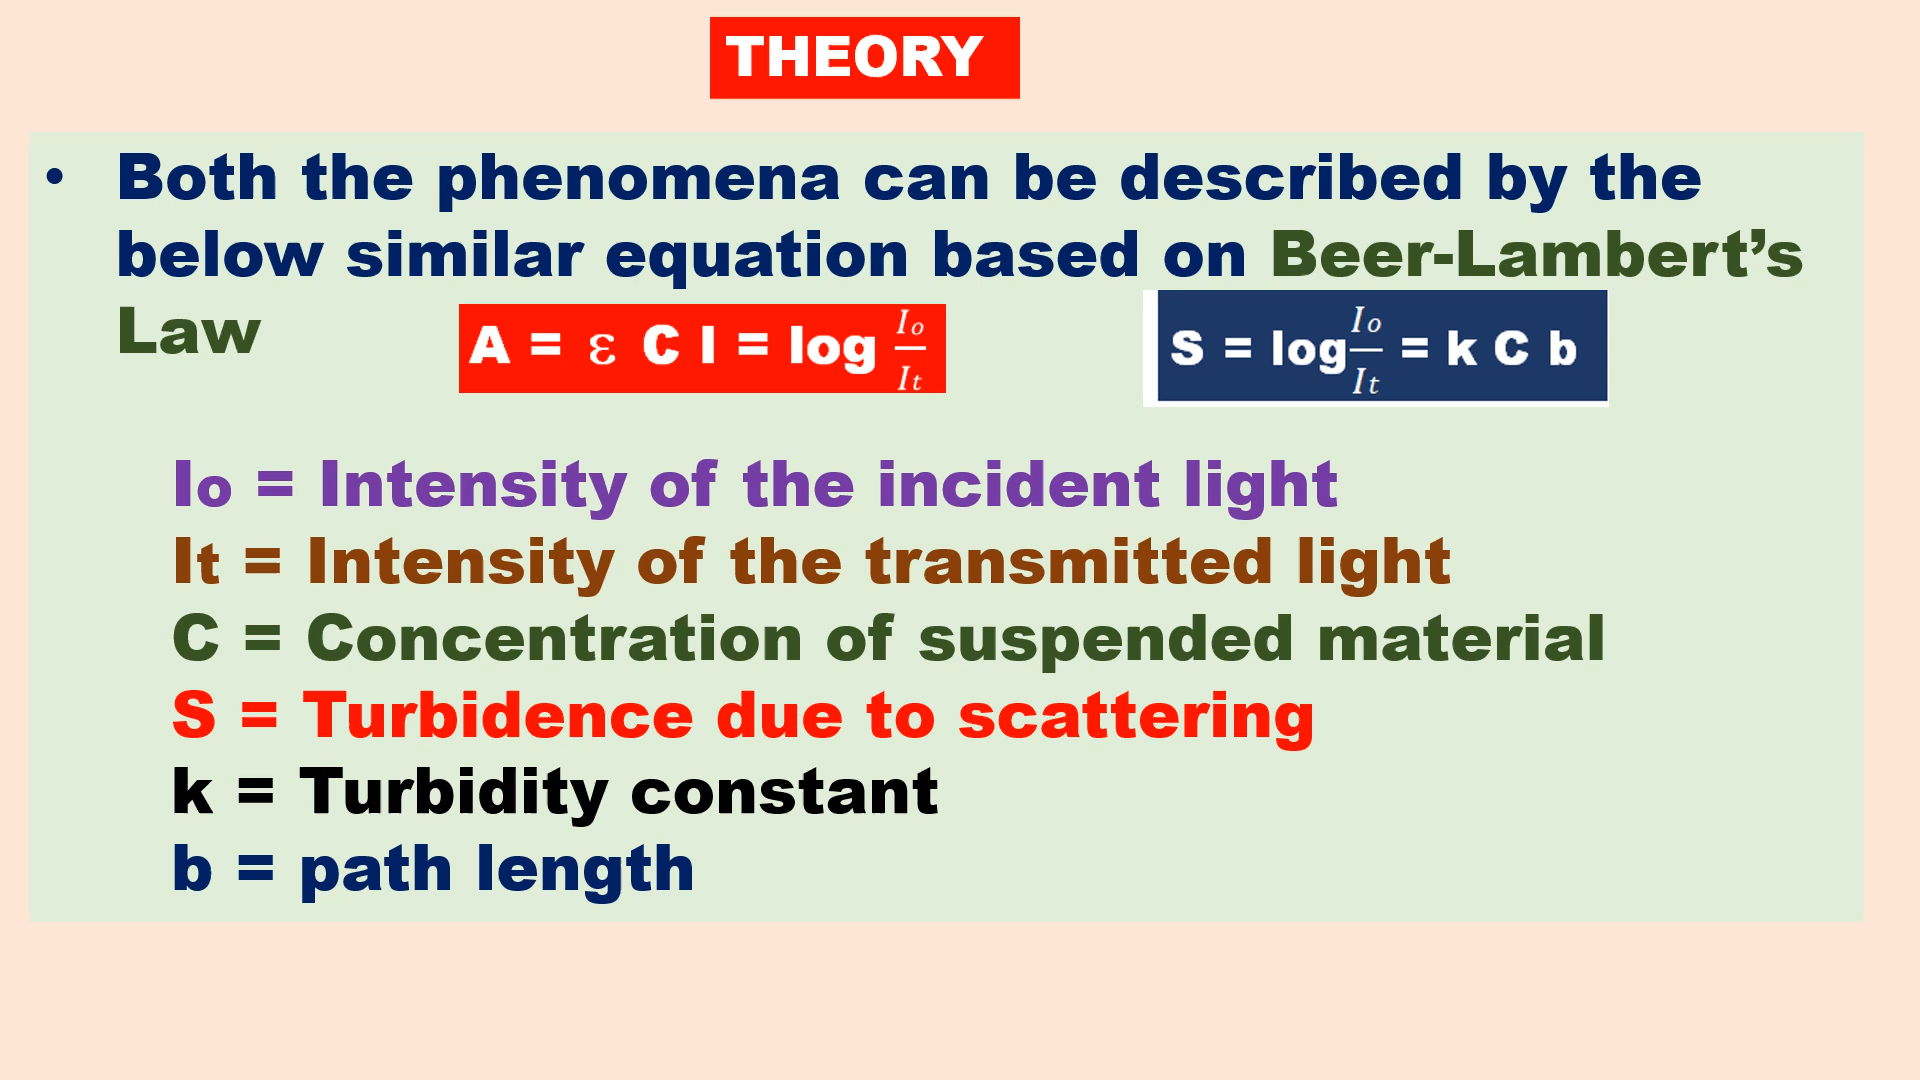 THEORY
• Both the phenomena can be described by the
below similar equation based on Beer-Lambert’s
Law
A = ε C l = log Io/It
S = log Io/It = k C b
Io = Intensity of the incident light
It = Intensity of the transmitted light
C = Concentration of suspended material
S = Turbidence due to scattering
k = Turbidity constant
b = path length